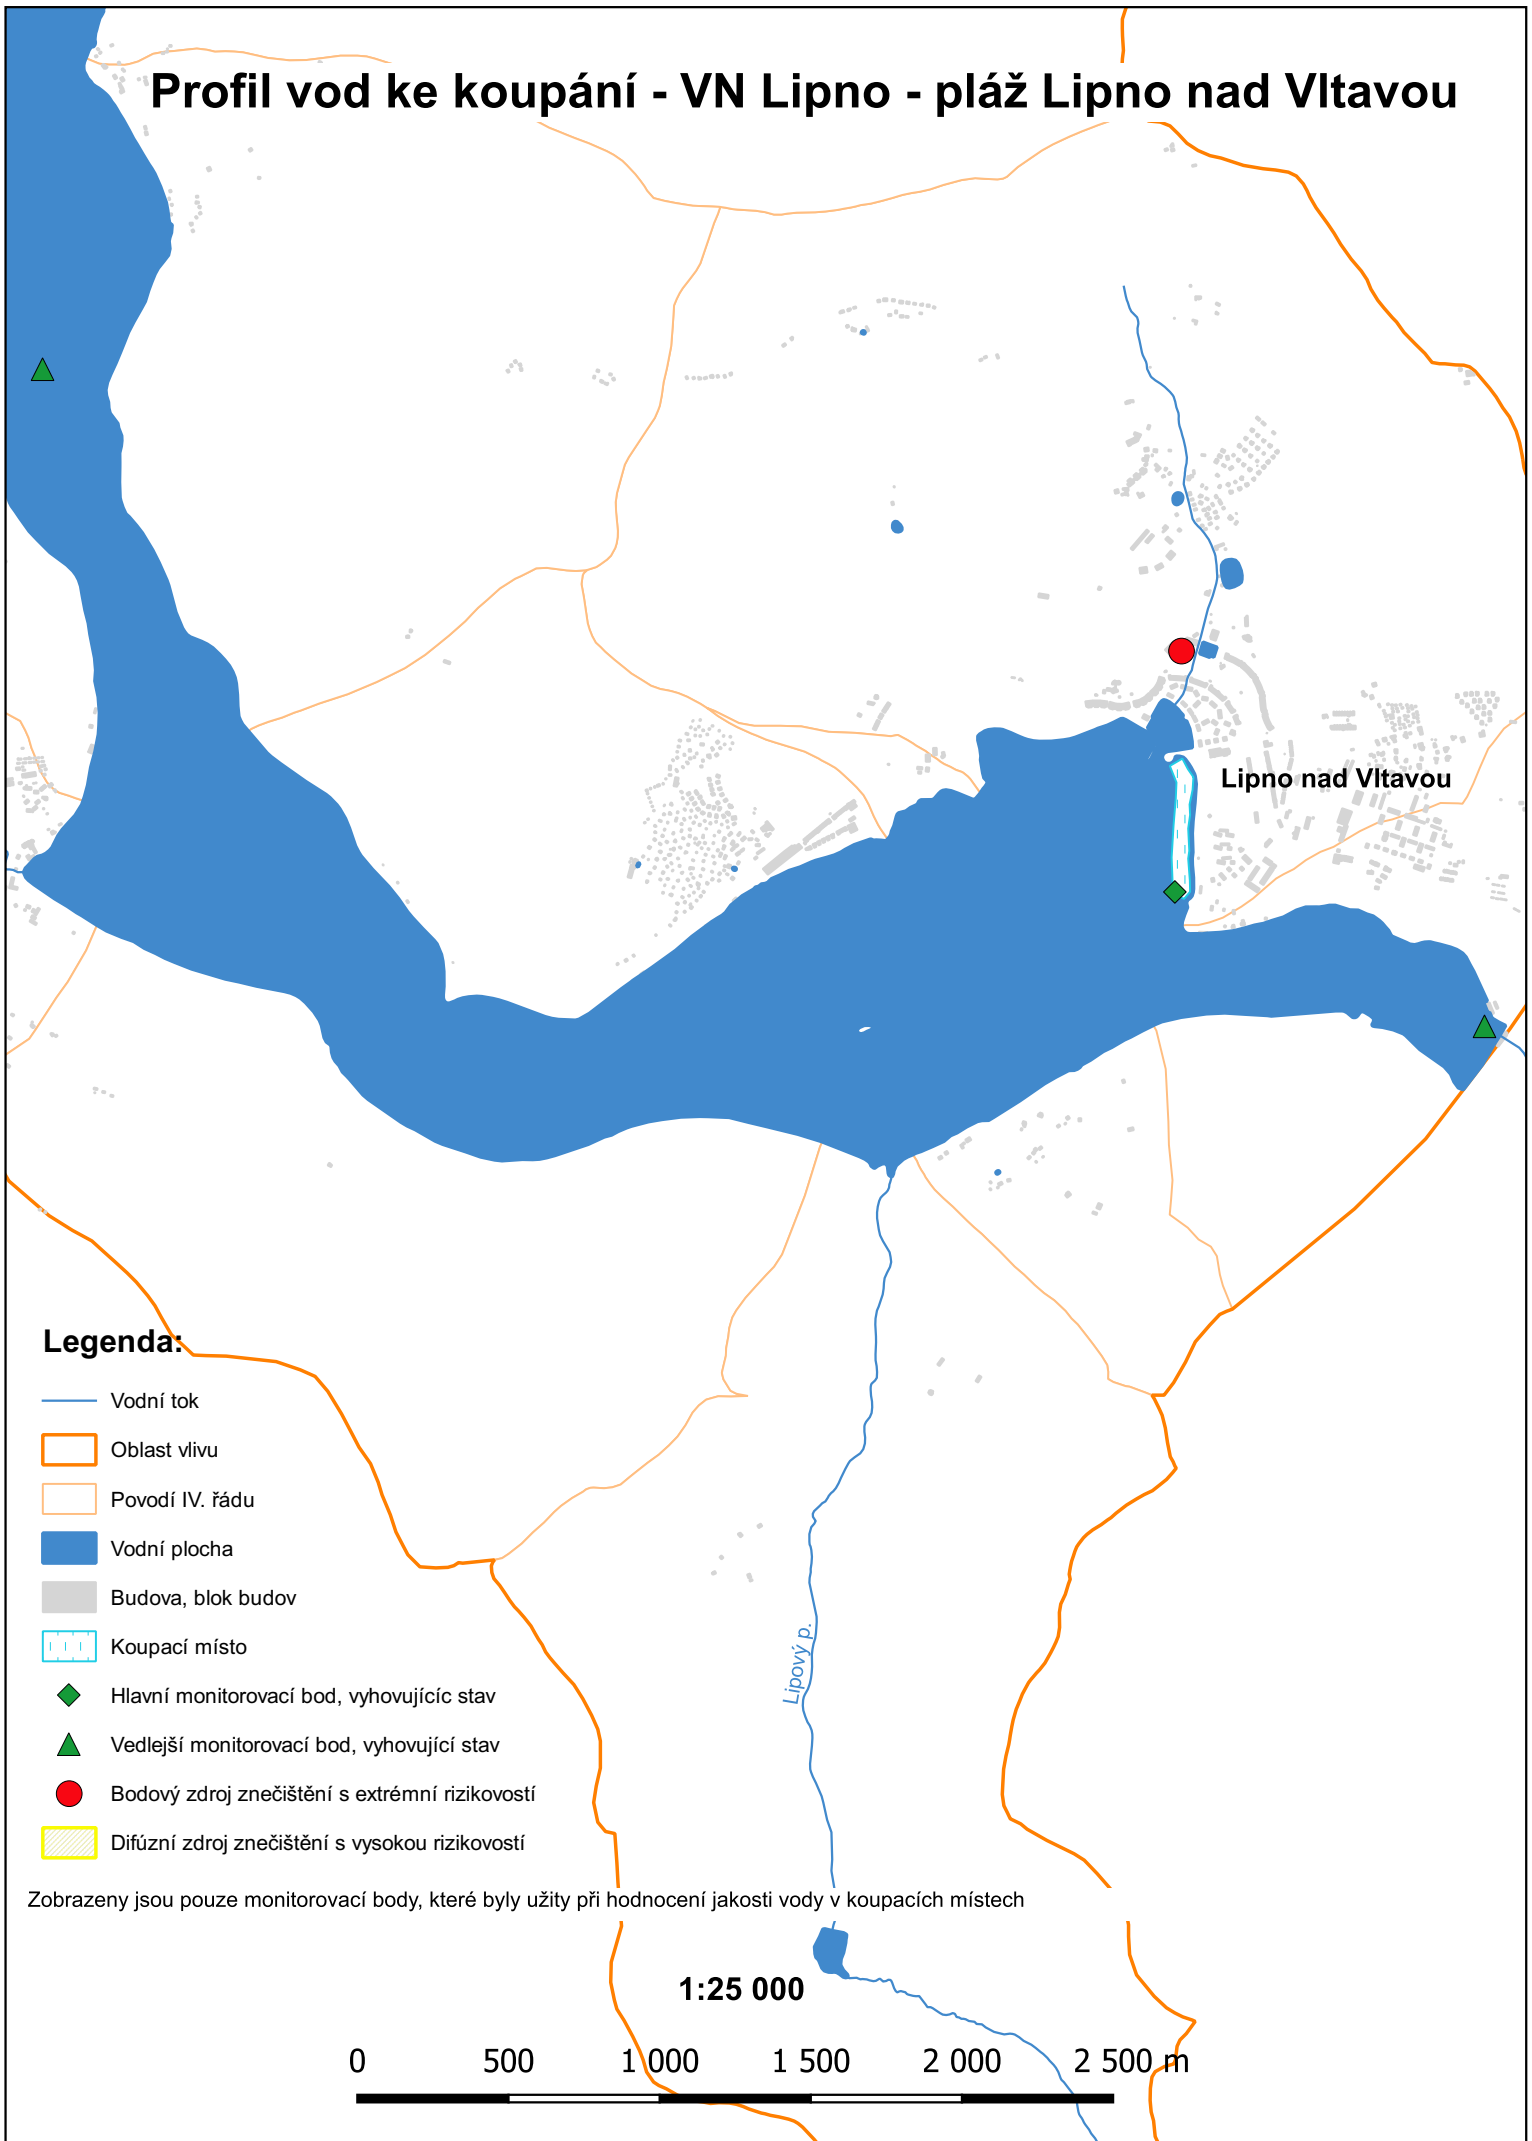 Profil vod ke koupání - VN Lipno - pláž Lipno nad Vltavou
Lipno nad Vltavou
Legenda:
Vodní tok
Oblast vlivu
Povodí IV. řádu
Vodní plocha
Budova, blok budov
Koupací místo
Hlavní monitorovací bod, vyhovujícíc stav
Vedlejší monitorovací bod, vyhovující stav
Bodový zdroj znečištění s extrémní rizikovostí
Difúzní zdroj znečištění s vysokou rizikovostí
Lipový p.
Zobrazeny jsou pouze monitorovací body, které byly užity při hodnocení jakosti vody v koupacích místech
1:25 000
0 500 1 000 1 500 2 000 2 500 m